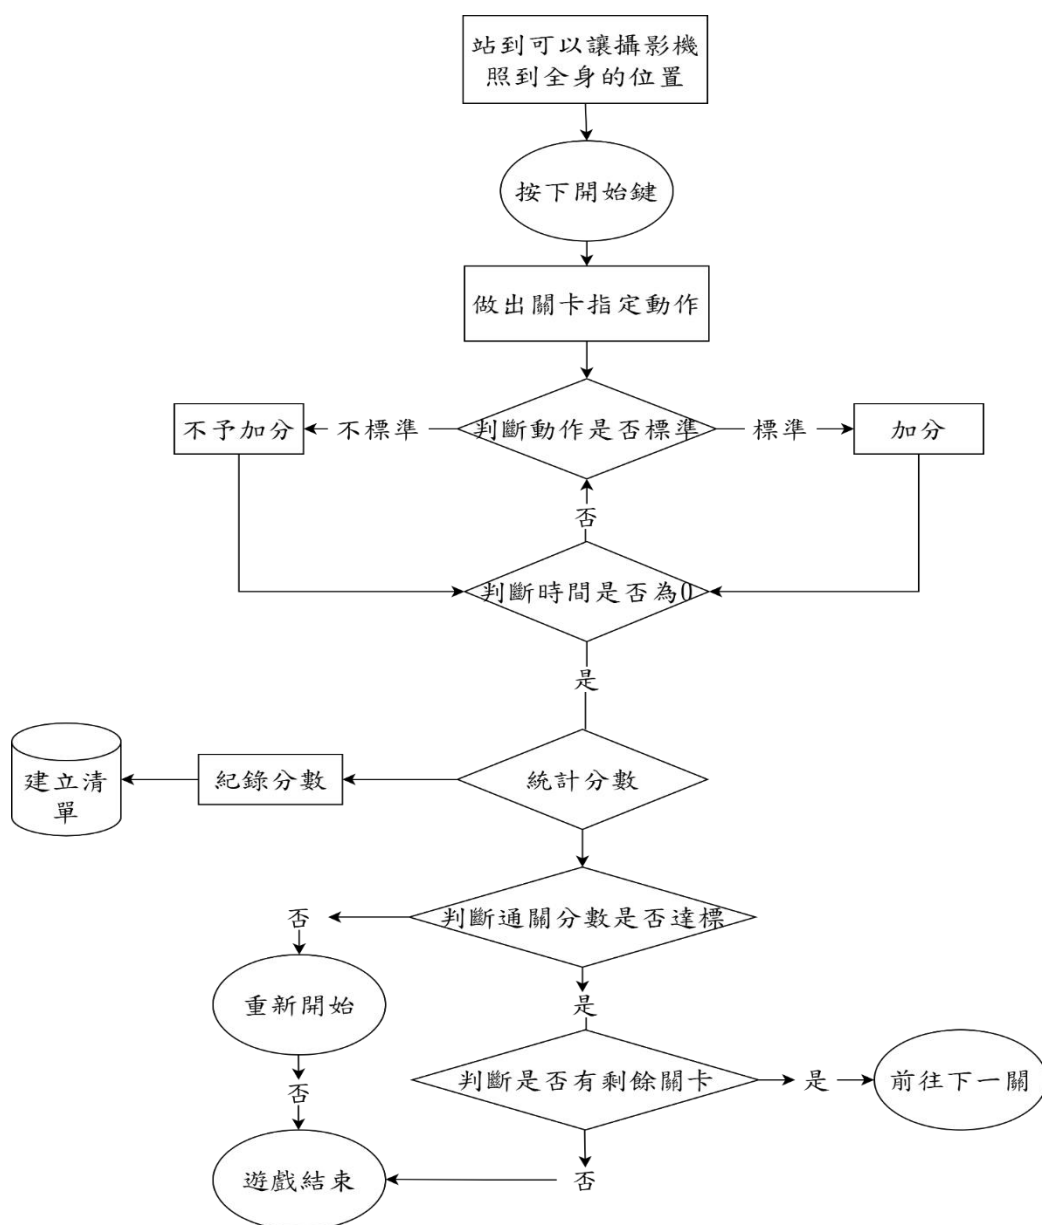 站到可以讓攝影機
照到全身的位置
按下開始鍵
做出關卡指定動作
不予加分
不標準
判斷動作是否標準
標準
加分
否
判斷時間是否為0
是
建立清
單
紀錄分數
統計分數
判斷通關分數是否達標
否
重新開始
是
否
判斷是否有剩餘關卡
是
前往下一關
遊戲結束
否